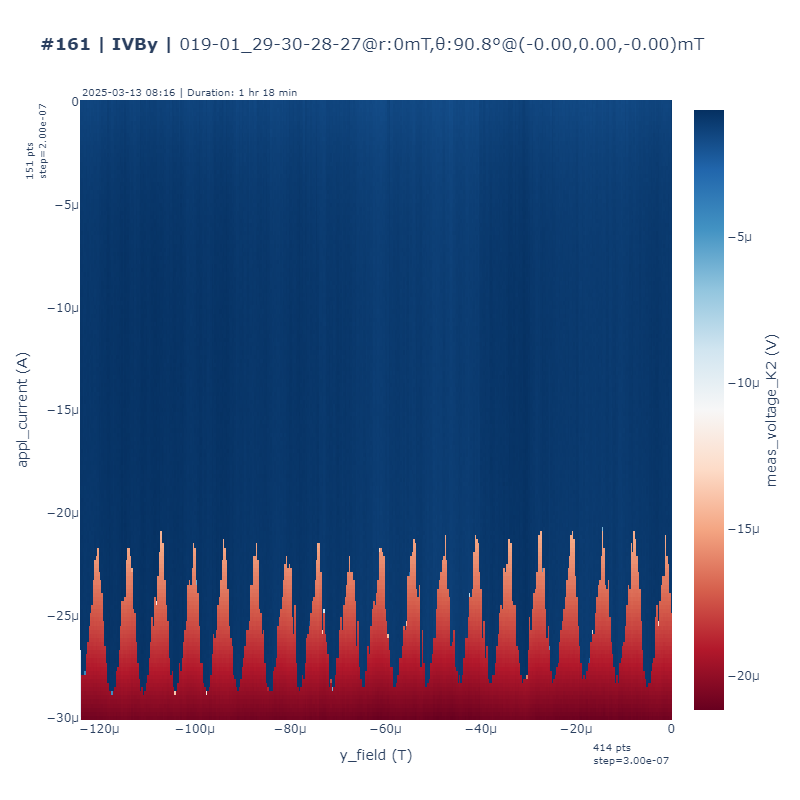 #161 | IVBy | 019-01_29-30-28-27@r:0mT,θ:90.8°@(-0.00,0.00,-0.00)mT
2025-03-13 08:16 | Duration: 1 hr 18 min
151 pts
step=2.00e-07
0
−5μ
−10μ
−15μ
−20μ
−25μ
−30μ
appl_current (A)
−120μ
−100μ
−80μ
−60μ
−40μ
−20μ
0
y_field (T)
414 pts
step=3.00e-07
−5μ
−10μ
−15μ
−20μ
meas_voltage_K2 (V)